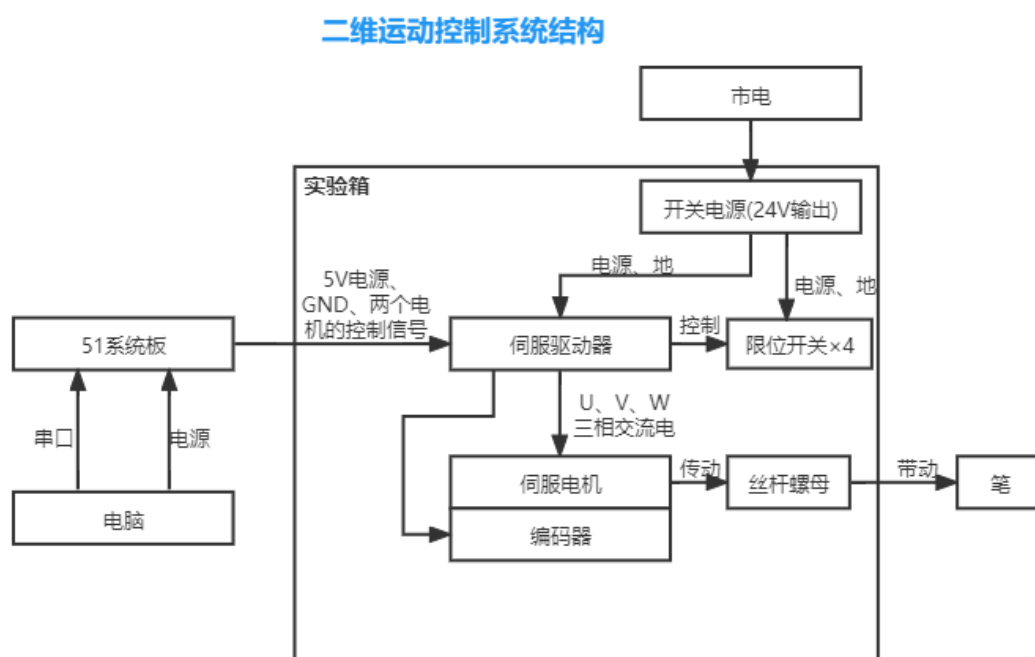 二维运动控制系统结构
市电
实验箱
开关电源(24V输出)
电源、地
电源、地
5V电源、
GND、两个电
机的控制信号
51系统板
伺服驱动器
控制
限位开关×4
串口
电源
U、V、W
三相交流电
电脑
伺服电机
传动
丝杆螺母
带动
笔
编码器